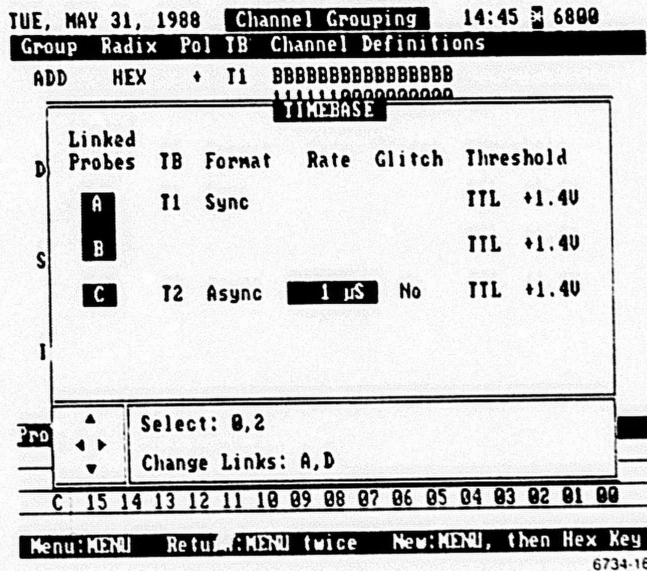 TUE, MAY 31, 1988 Channel Grouping 14:45 6800
Group Radix Pol TB Channel Definitions
ADD HEX + T1 BBBBBBBBBBBBBBBBB
TIMEBASE
Linked
Probes TB Format Rate Glitch Threshold
D
A T1 Sync TTL +1.4V
B TTL +1.4V
S
C T2 Async 1 µS No TTL +1.4V
I
Pro
Select: 0,2
Change Links: A,D
C 15 14 13 12 11 10 09 08 07 06 05 04 03 02 01 00
Menu:MENU Return:MENU twice New:MENU, then Hex Key
6734-16